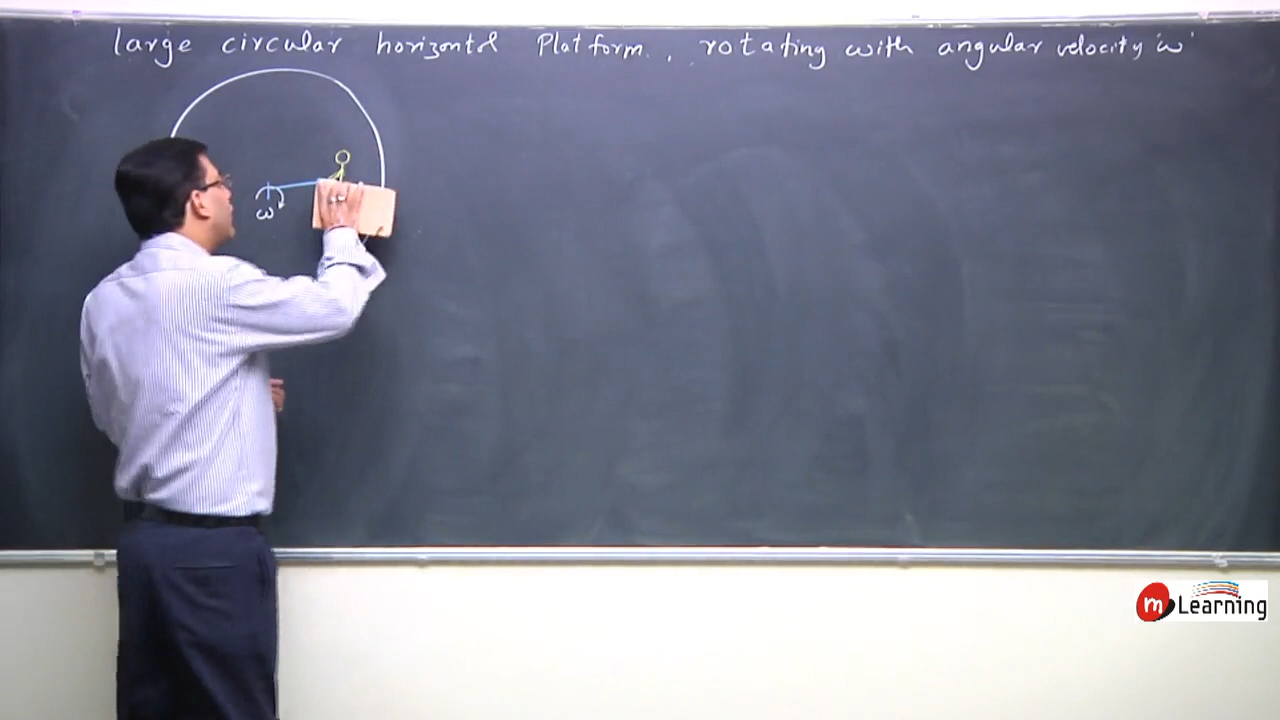 large circular horizontal Platform., rotating with angular velocity 'ω'
ω
m Learning